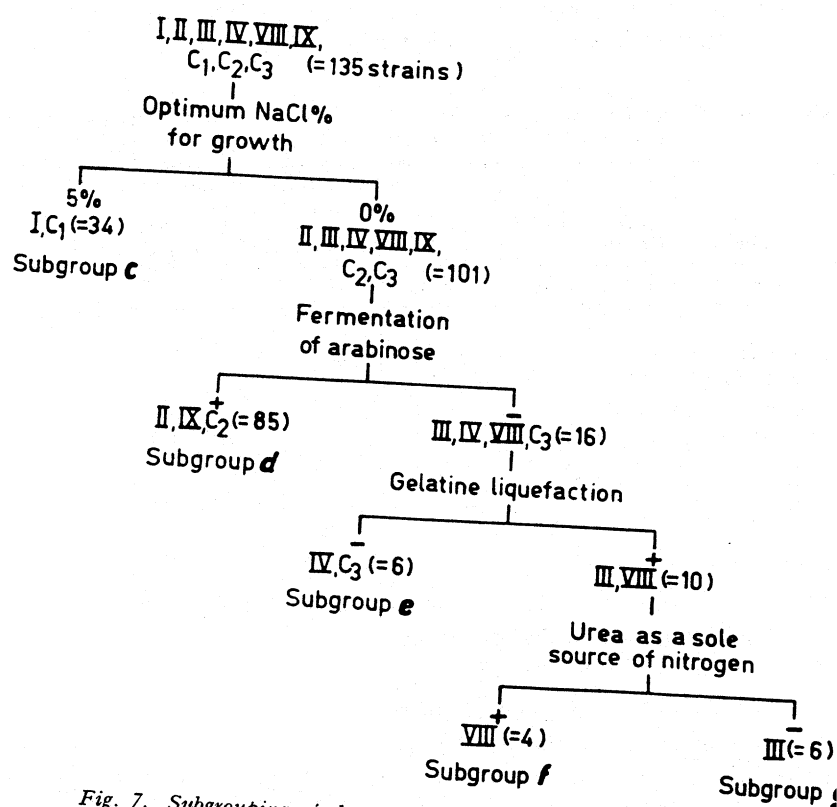 I,II,III,IV,VIII,IX,
C1,C2,C3 (=135 strains)
Optimum NaCl%
for growth
5%
I,C1(=34)
Subgroup c
0%
II,III,IV,VIII,IX,
C2,C3 (=101)
Fermentation
of arabinose
+
II,IX,C2(=85)
Subgroup d
-
III,IV,VIII,C3(=16)
Gelatine liquefaction
-
IV,C3(=6)
Subgroup e
+
III,VIII(=10)
Urea as a sole
source of nitrogen
+
VIII(=4)
Subgroup f
-
III(=6)
Subgroup
Fig. 7. Subgrouping